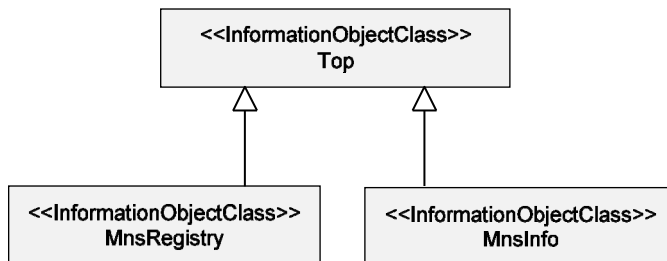 <<InformationObjectClass>>
Top
<<InformationObjectClass>>
MnsRegistry
<<InformationObjectClass>>
MnsInfo